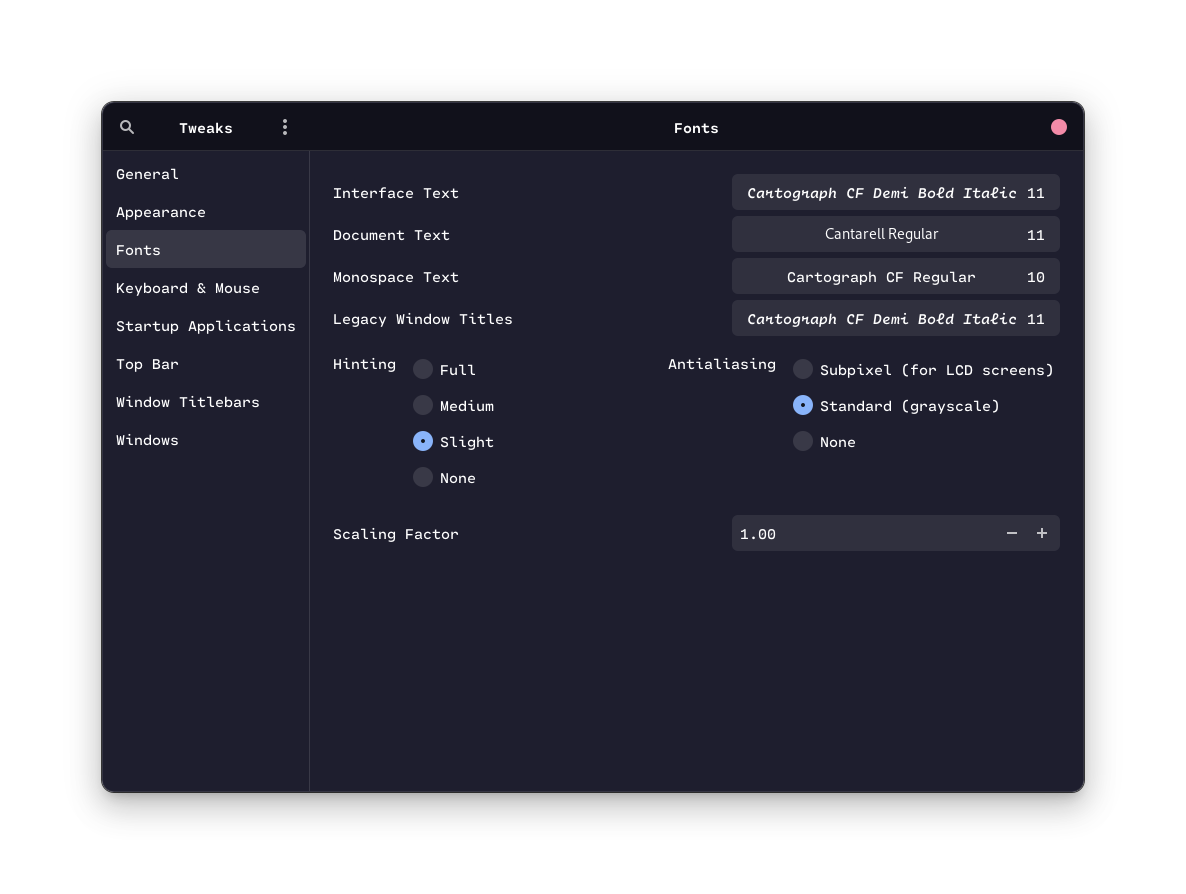 Tweaks
Fonts
General
Appearance
Fonts
Keyboard & Mouse
Startup Applications
Top Bar
Window Titlebars
Windows
Interface Text Cartograph CF Demi Bold Italic 11
Document Text Cantarell Regular 11
Monospace Text Cartograph CF Regular 10
Legacy Window Titles Cartograph CF Demi Bold Italic 11
Hinting
Full
Medium
Slight
None
Antialiasing
Subpixel (for LCD screens)
Standard (grayscale)
None
Scaling Factor 1.00